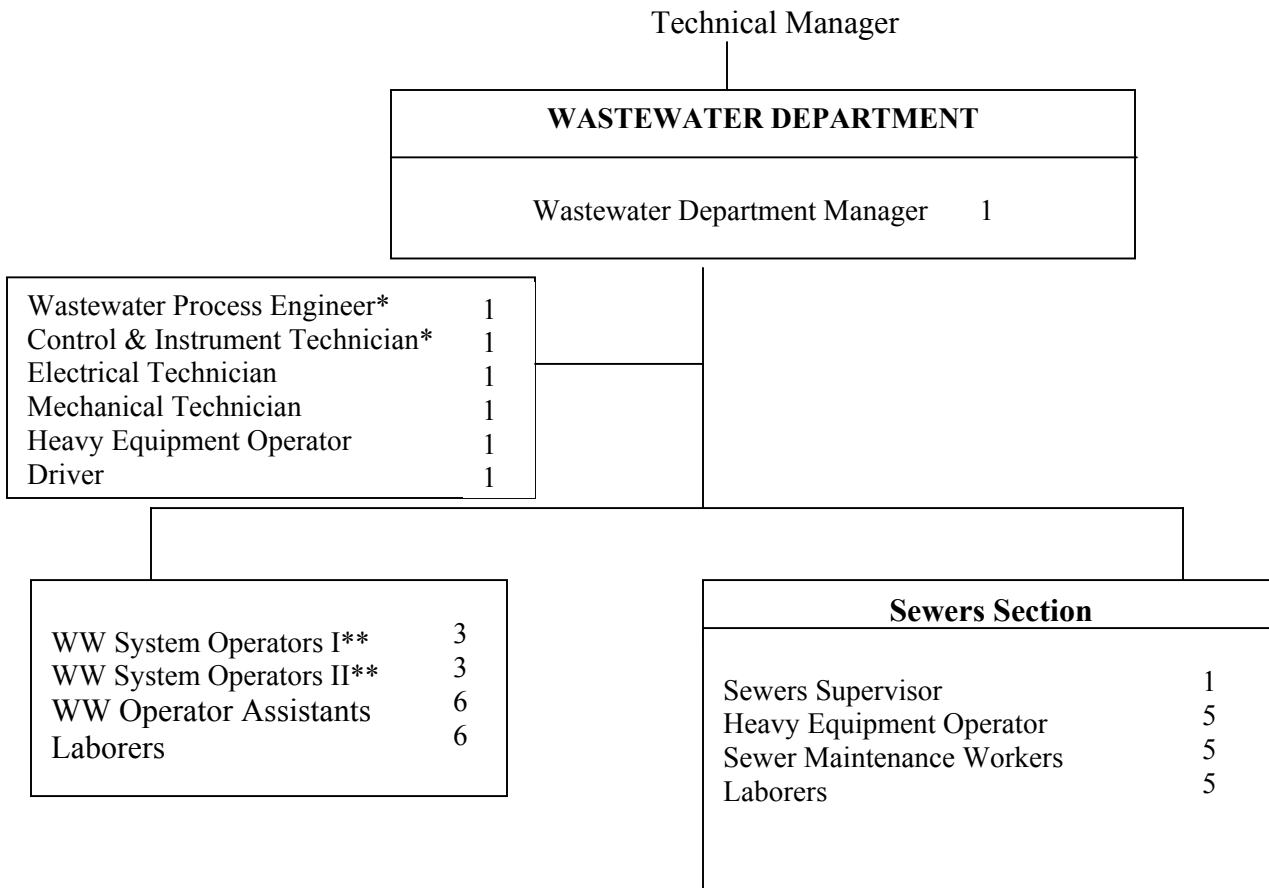 Technical Manager
WASTEWATER DEPARTMENT
Wastewater Department Manager 1
Wastewater Process Engineer* 1
Control & Instrument Technician* 1
Electrical Technician 1
Mechanical Technician 1
Heavy Equipment Operator 1
Driver 1
WW System Operators I** 3
WW System Operators II** 3
WW Operator Assistants 6
Laborers 6
Sewers Section
Sewers Supervisor 1
Heavy Equipment Operator 5
Sewer Maintenance Workers 5
Laborers 5